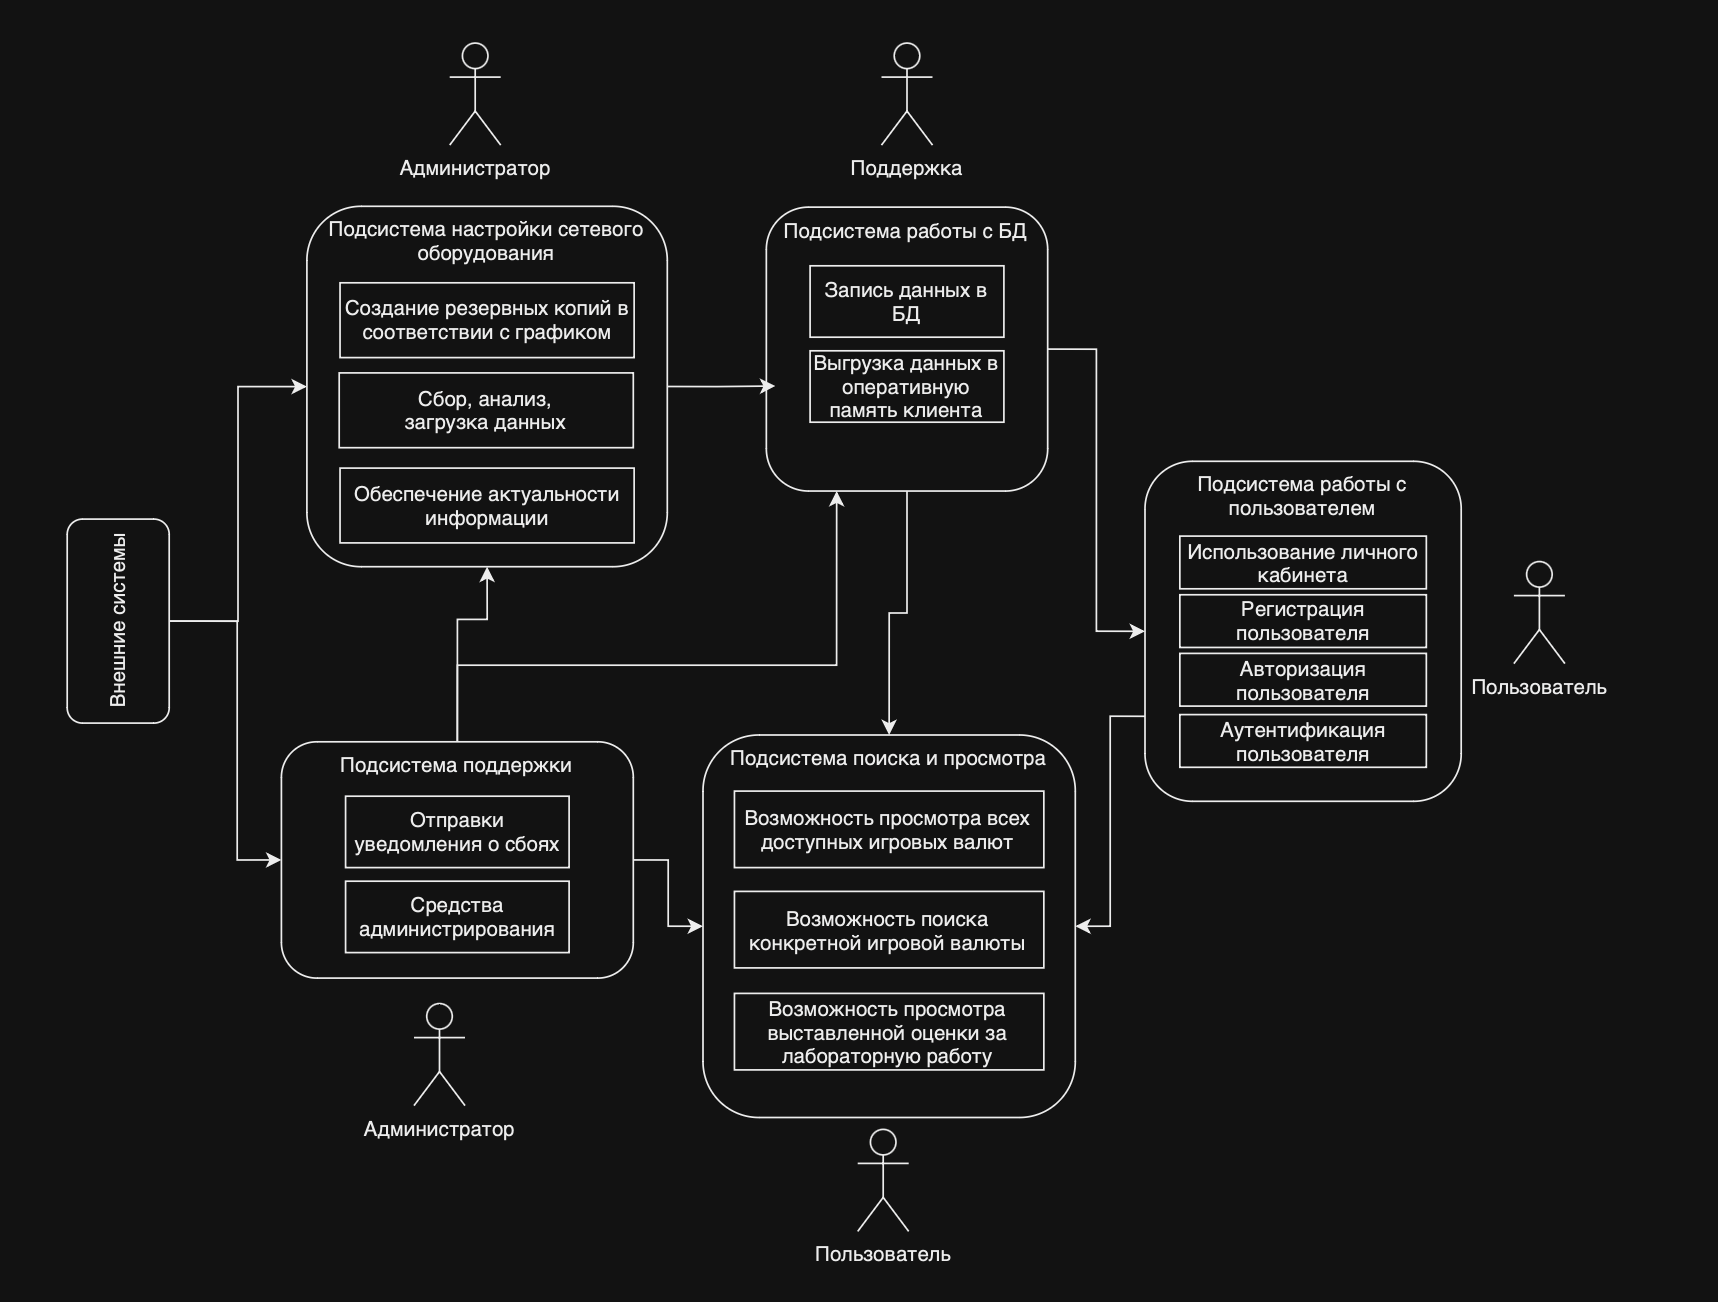 Администратор
Поддержка
Подсистема настройки сетевого
оборудования
Создание резервных копий в
соответствии с графиком
Сбор, анализ,
загрузка данных
Обеспечение актуальности
информации
Подсистема работы с БД
Запись данных в
БД
Выгрузка данных в
оперативную
память клиента
Внешние системы
Подсистема работы с
пользователем
Использование личного
кабинета
Регистрация
пользователя
Авторизация
пользователя
Аутентификация
пользователя
Пользователь
Подсистема поддержки
Отправки
уведомления о сбоях
Средства
администрирования
Администратор
Подсистема поиска и просмотра
Возможность просмотра всех
доступных игровых валют
Возможность поиска
конкретной игровой валюты
Возможность просмотра
выставленной оценки за
лабораторную работу
Пользователь